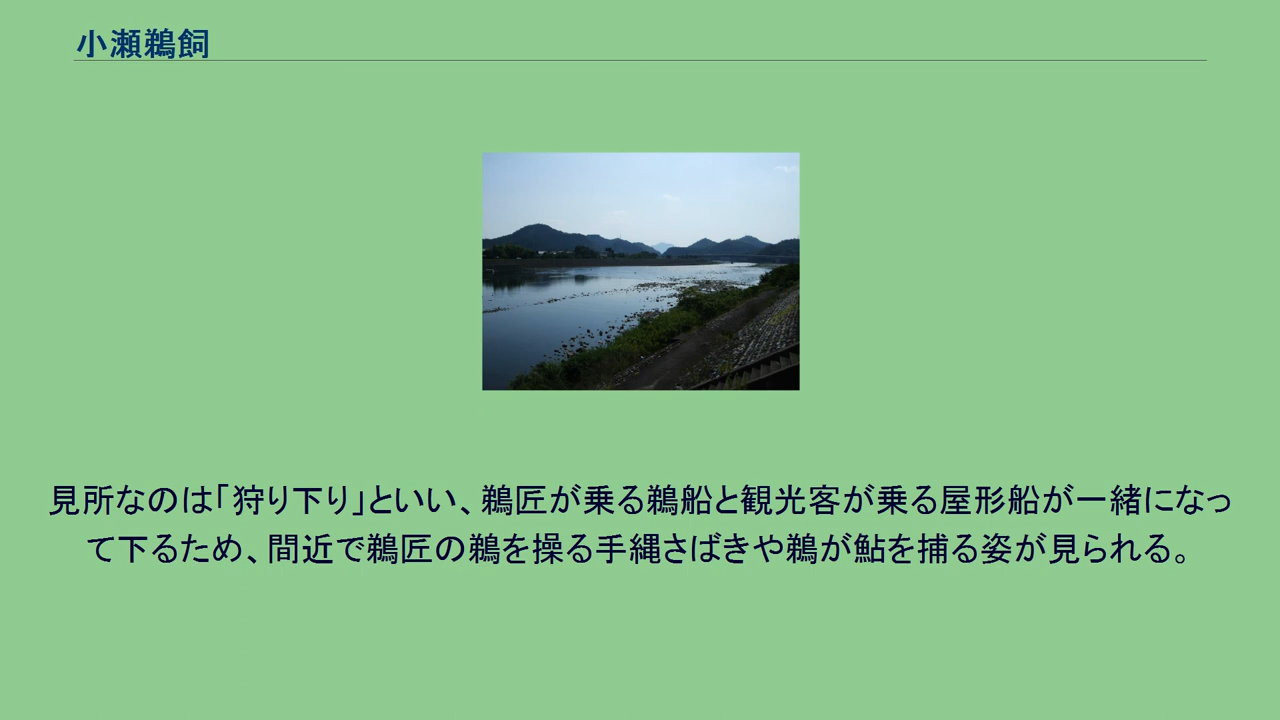 小瀬鵜飼
見所なのは「狩り下り」といい、鵜匠が乗る鵜船と観光客が乗る屋形船が一緒になっ
て下るため、間近で鵜匠の鵜を操る手縄さばきや鵜が鮎を捕る姿が見られる。